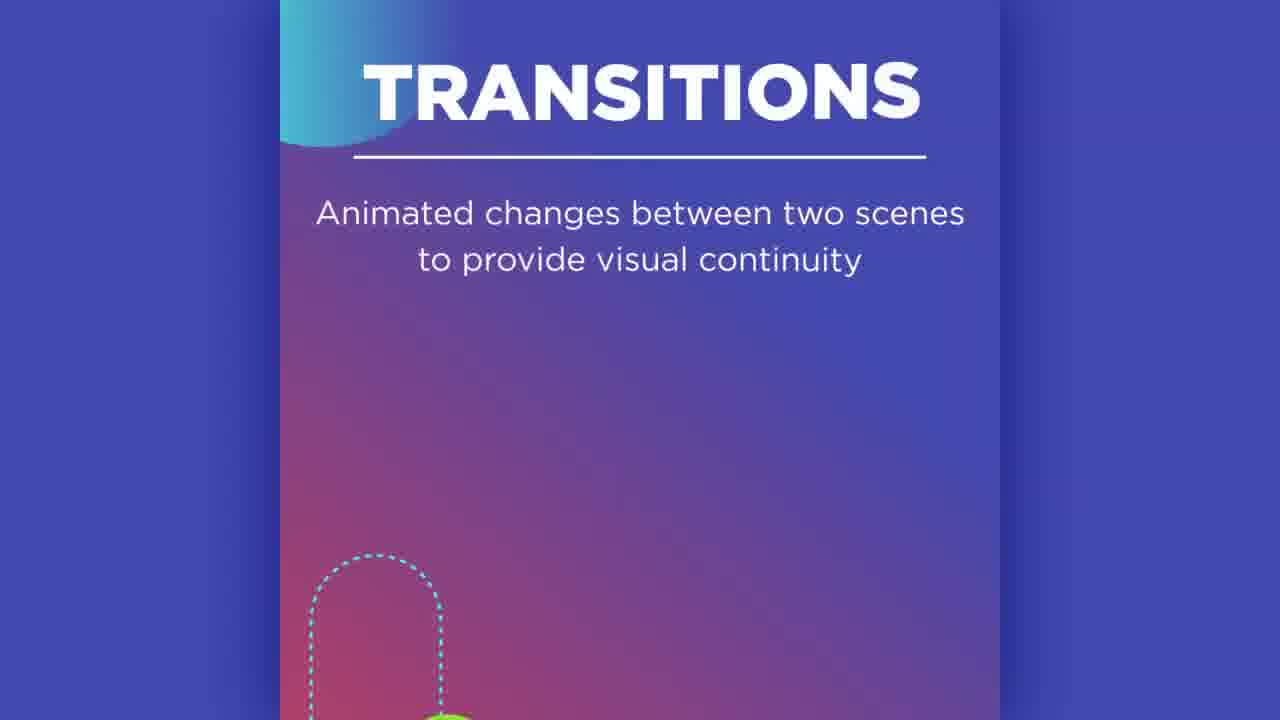 TRANSITIONS
Animated changes between two scenes
to provide visual continuity